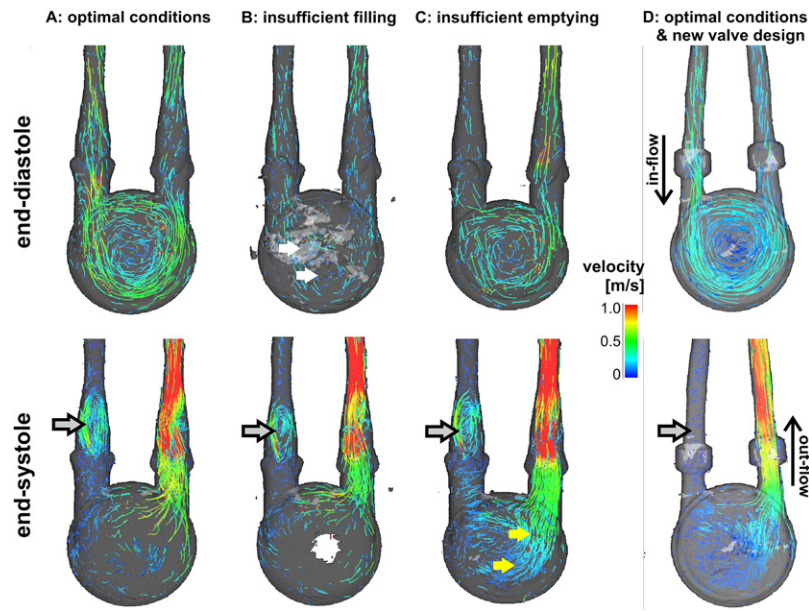 A: optimal conditions
B: insufficient filling
C: insufficient emptying
D: optimal conditions
& new valve design
end-diastole
in-flow
velocity
[m/s]
1.0
0.5
0
end-systole
out-flow